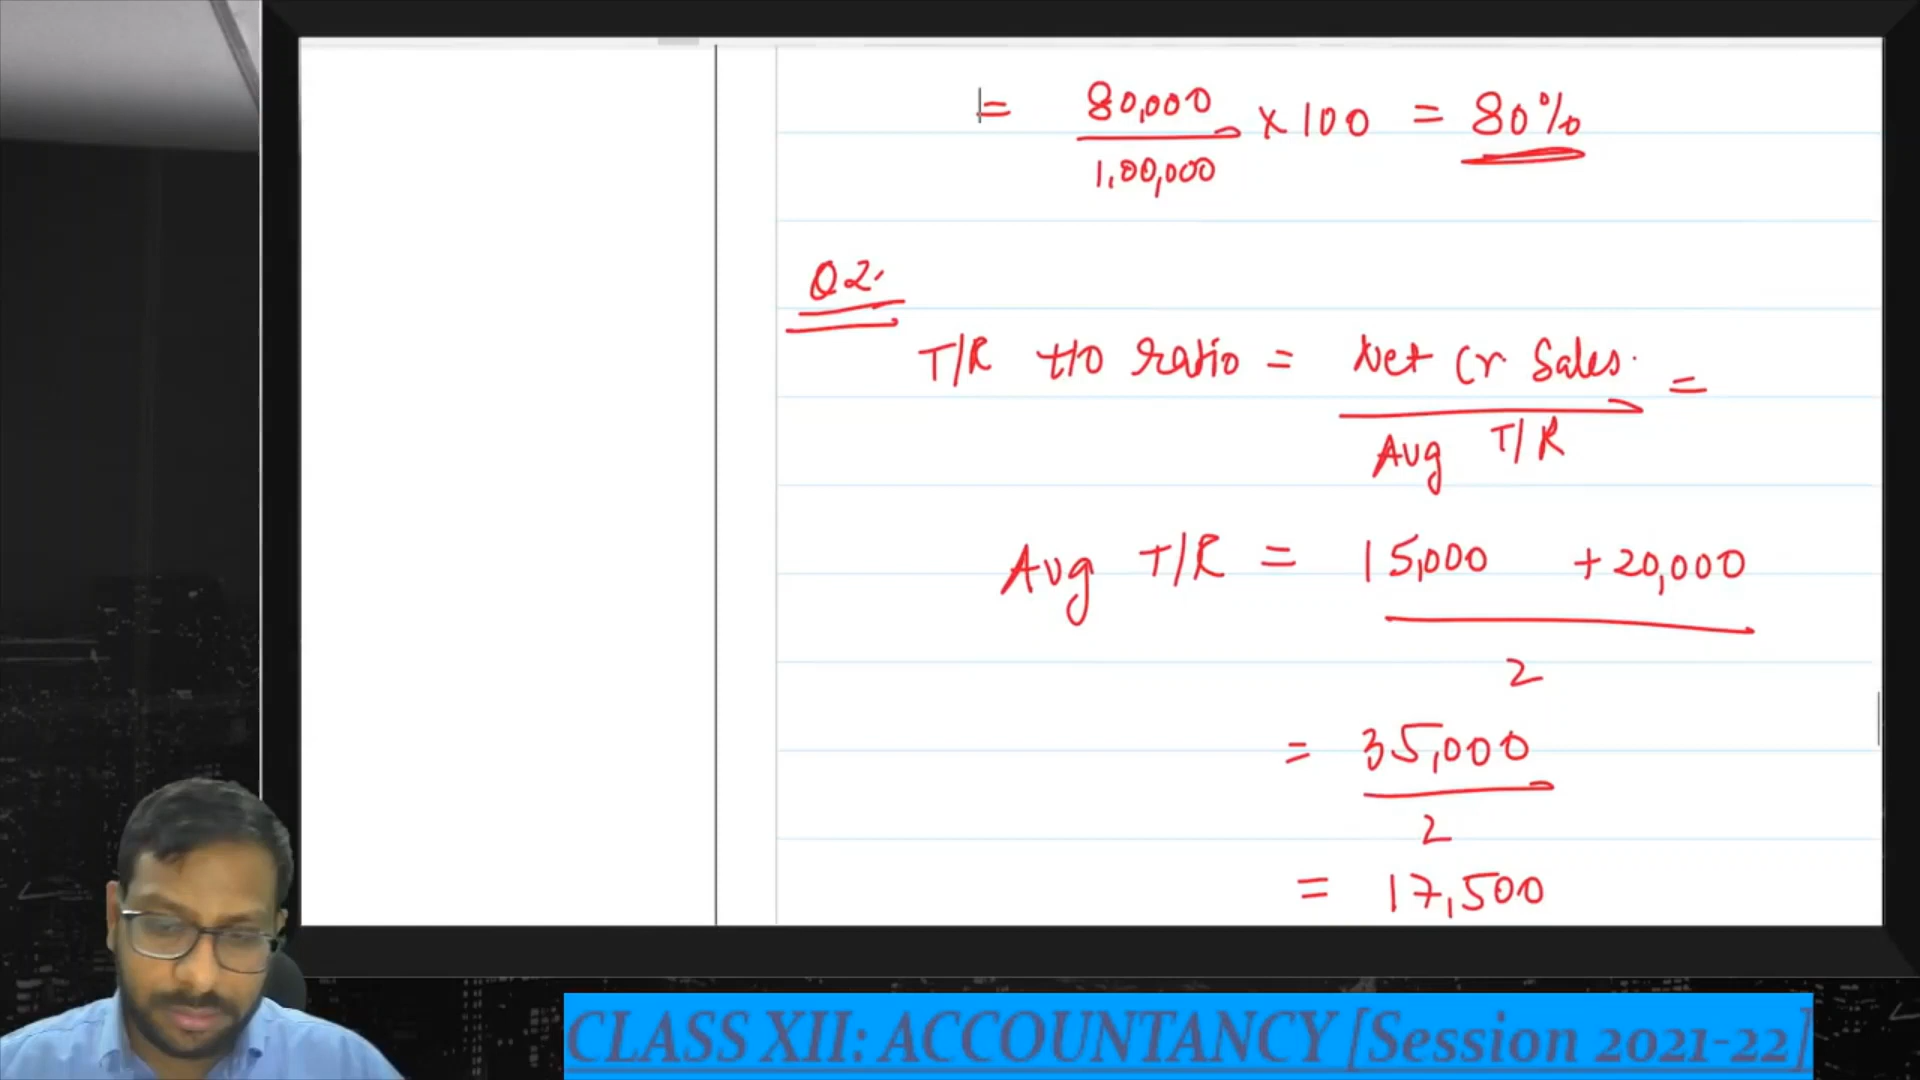 = 80,000 / 1,00,000 × 100 = 80%
Q2.
T/R t/o ratio = Net Cr Sales. / Avg T/R =
Avg T/R = 15,000 + 20,000 / 2
= 35,000 / 2
= 17,500
CLASS XII: ACCOUNTANCY [Session 2021-22]